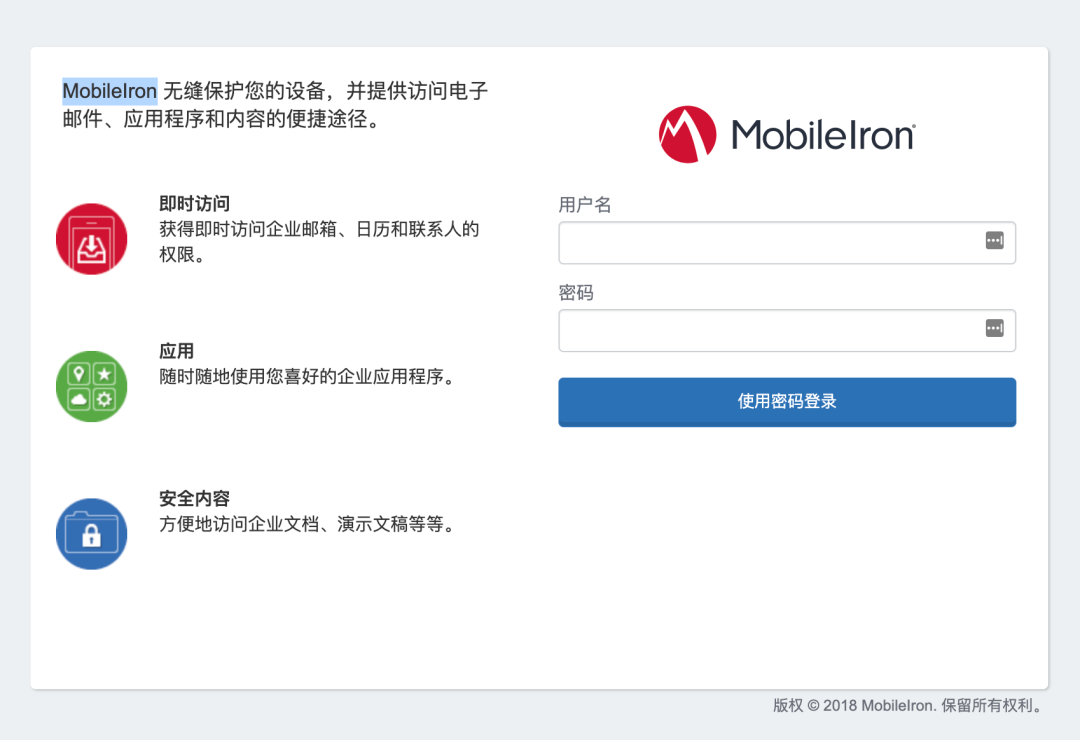 MobileIron 无缝保护您的设备，并提供访问电子
邮件、应用程序和内容的便捷途径。
即时访问
获得即时访问企业邮箱、日历和联系人的
权限。
应用
随时随地使用您喜好的企业应用程序。
安全内容
方便地访问企业文档、演示文稿等等。
MobileIron®
用户名
密码
使用密码登录
版权 © 2018 MobileIron. 保留所有权利。